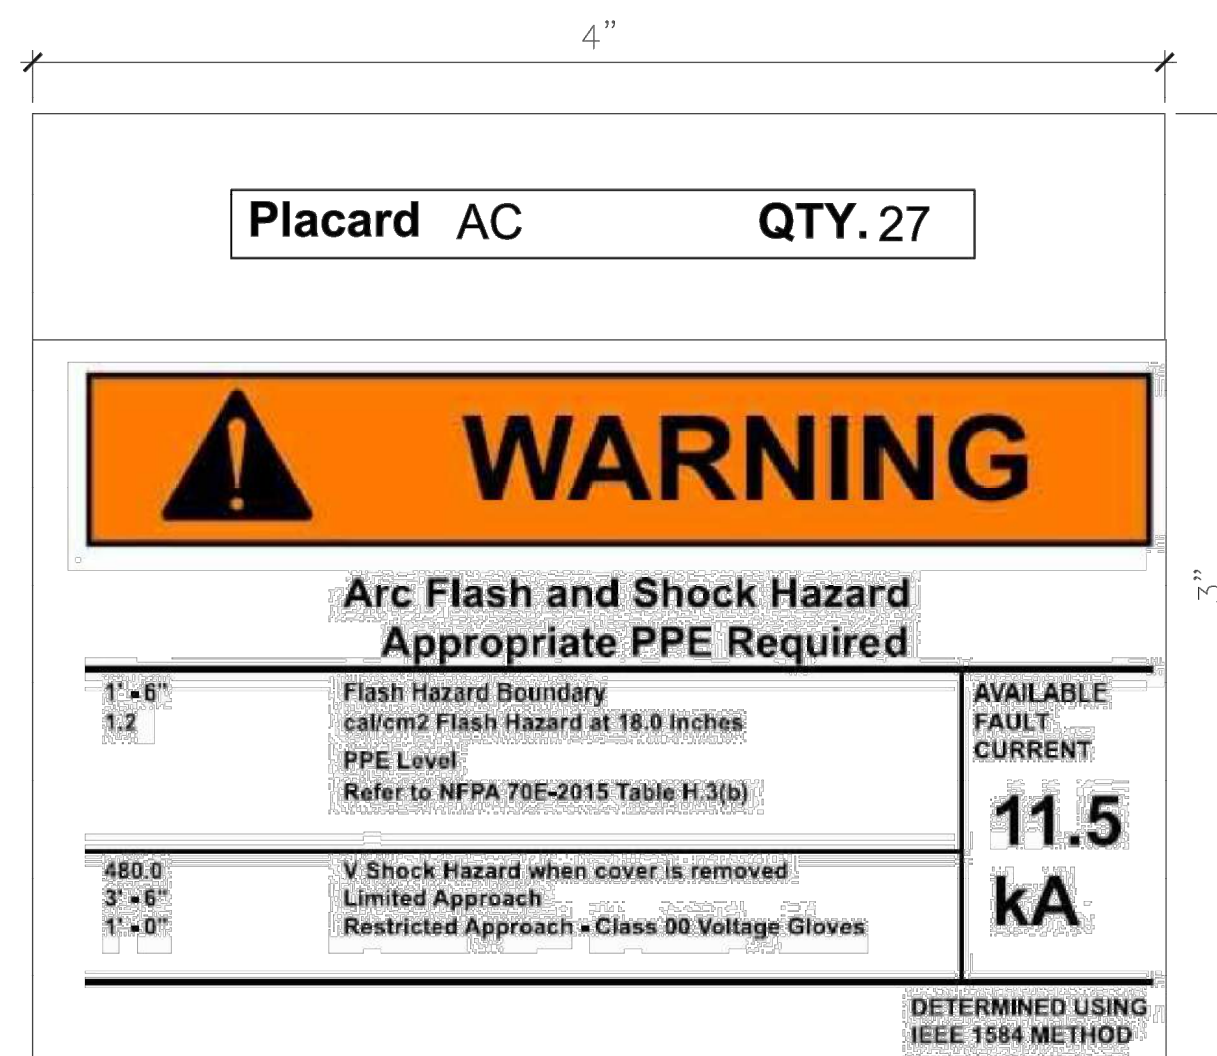 4”
Placard AC QTY. 27
WARNING
3”
Arc Flash and Shock Hazard
Appropriate PPE Required
1' - 6" Flash Hazard Boundary
1.2 cal/cm2 Flash Hazard at 18.0 Inches
PPE Level
Refer to NFPA 70E-2015 Table H.3(b)
AVAILABLE
FAULT
CURRENT
11.5
kA
480.0 V Shock Hazard when cover is removed
3' - 6" Limited Approach
1' - 0" Restricted Approach - Class 00 Voltage Gloves
DETERMINED USING
IEEE 1584 METHOD